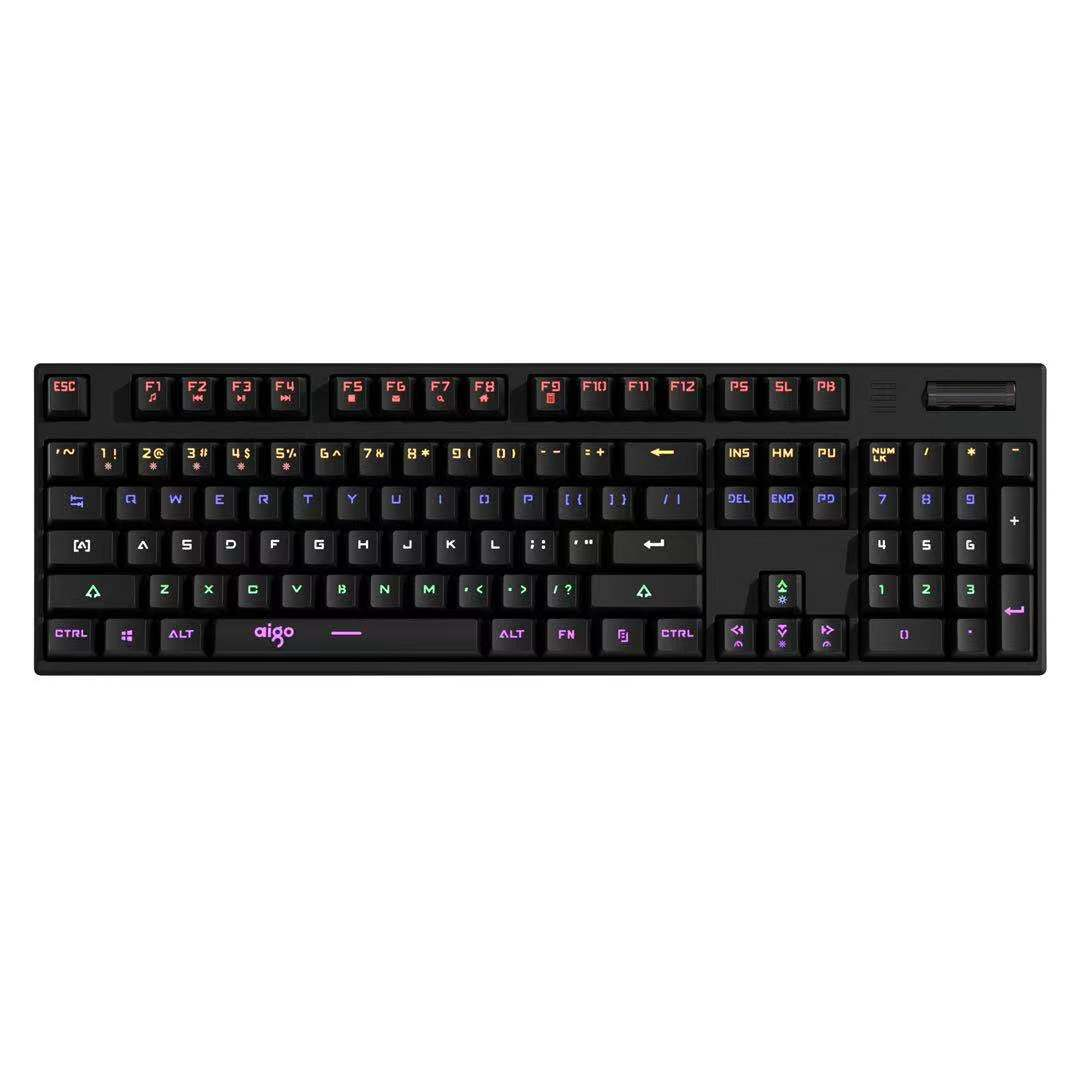 ESC F1 F2 F3 F4 F5 F6 F7 F8 F9 F10 F11 F12 PS SL PB
'~ 1! 2@ 3# 4$ 5% 6^ 7& 8* 9( 0) -- =+ INS HM PU NUM LK / * -
Q W E R T Y U I O P [{ ]} /| DEL END PD 7 8 9 +
[A] A S D F G H J K L ;: '" 4 5 6
Z X C V B N M ,< .> /? 1 2 3
CTRL ALT aigo ALT FN CTRL 0 .